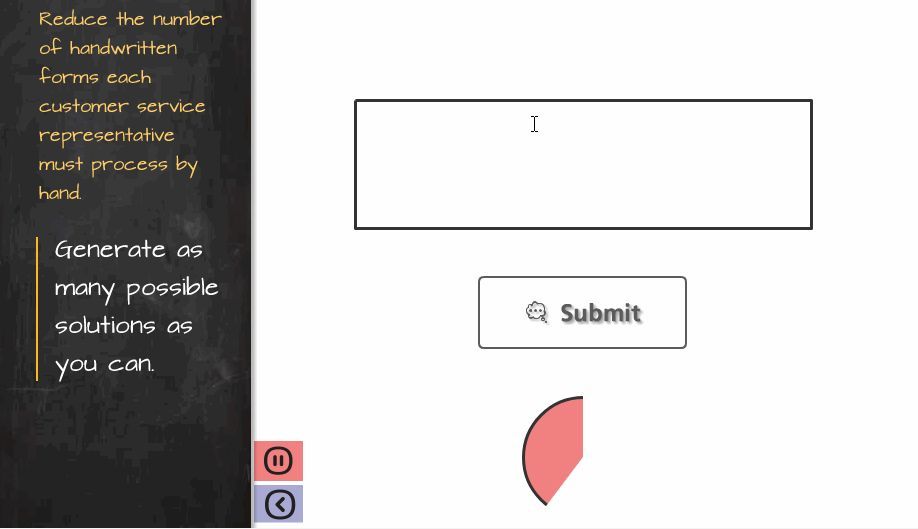 Reduce the number
of handwritten
forms each
customer service
representative
must process by
hand.
Generate as
many possible
solutions as
you can.
Submit